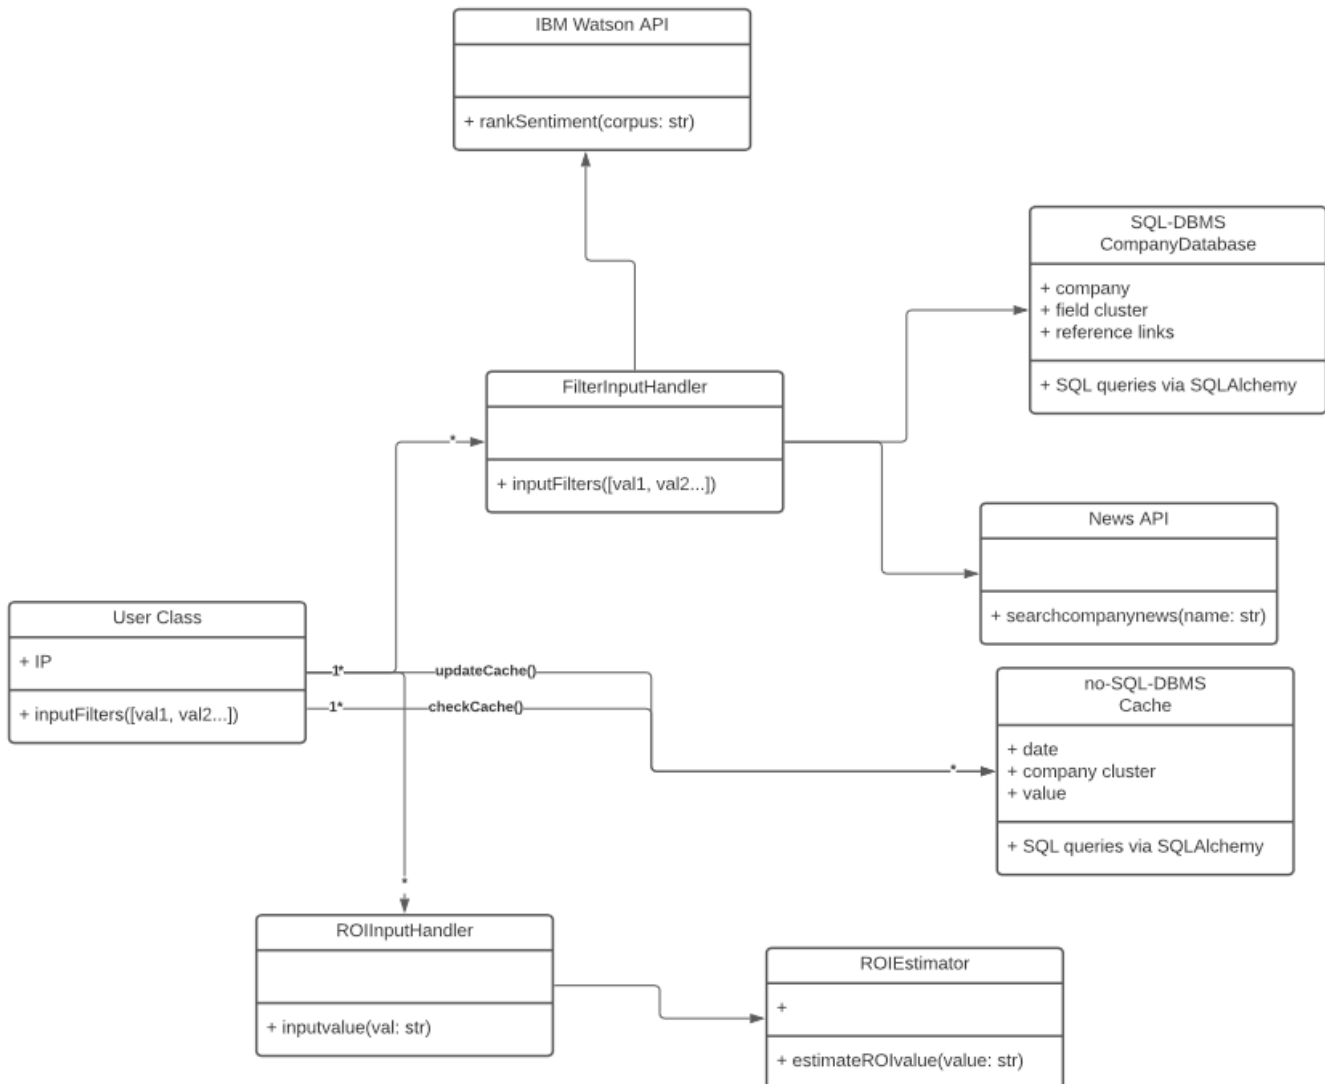 IBM Watson API
+ rankSentiment(corpus: str)
SQL-DBMS
CompanyDatabase
+ company
+ field cluster
+ reference links
+ SQL queries via SQLAlchemy
FilterInputHandler
+ inputFilters([val1, val2...])
*
News API
+ searchcompanynews(name: str)
User Class
+ IP
+ inputFilters([val1, val2...])
1*
updateCache()
1*
checkCache()
*
no-SQL-DBMS
Cache
+ date
+ company cluster
+ value
+ SQL queries via SQLAlchemy
*
ROIInputHandler
+ inputvalue(val: str)
ROIEstimator
+
+ estimateROIvalue(value: str)